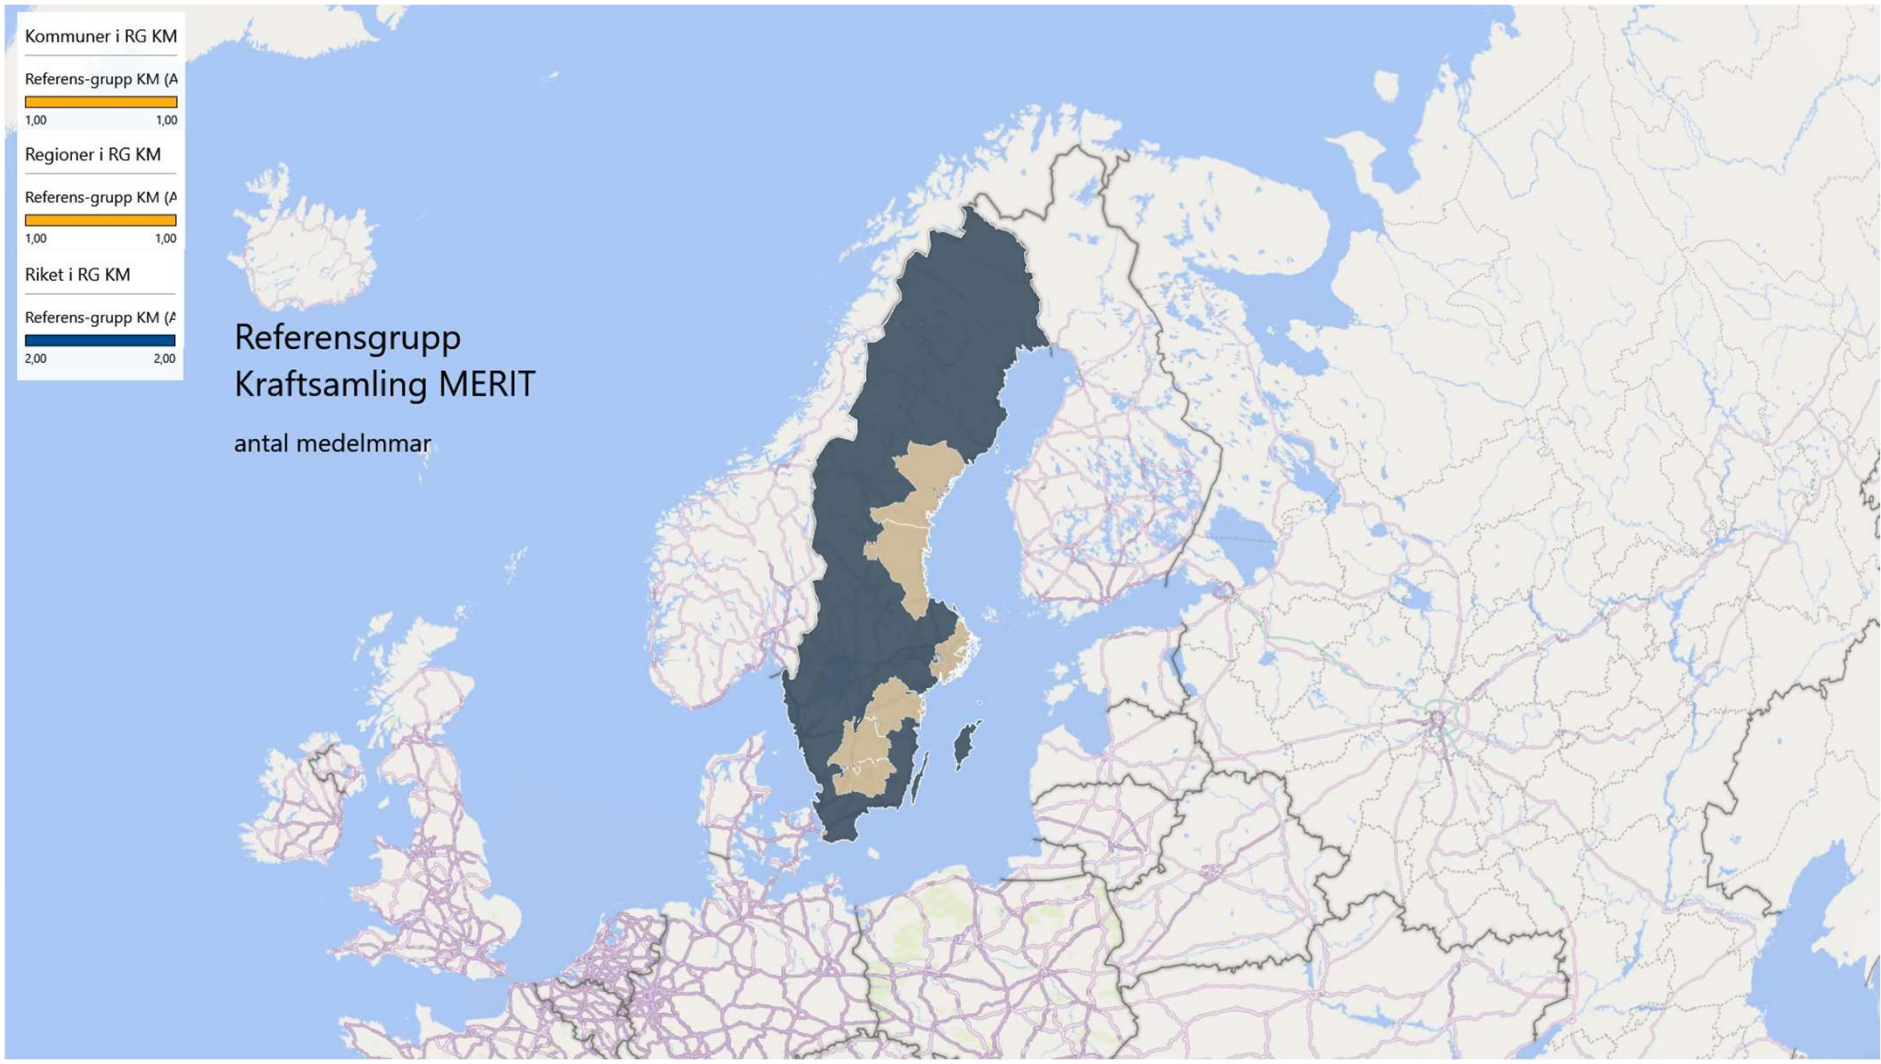 Kommuner i RG KM
Referens-grupp KM (A
1,00 1,00
Regioner i RG KM
Referens-grupp KM (A
1,00 1,00
Riket i RG KM
Referens-grupp KM (A
2,00 2,00
Referensgrupp
Kraftsamling MERIT
antal medelmmar